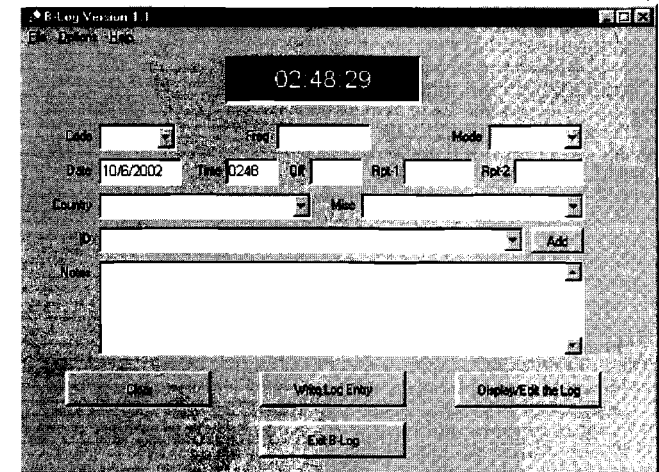 B-Log Version 1.1
File Options Help
02:48:29
Code Freq Mode
Date 10/6/2002 Time 0248 Off Rpt-1 Rpt-2
Country Misc
ID Add
Notes
Clear Write Log Entry Display/Edit the Log
Exit B-Log